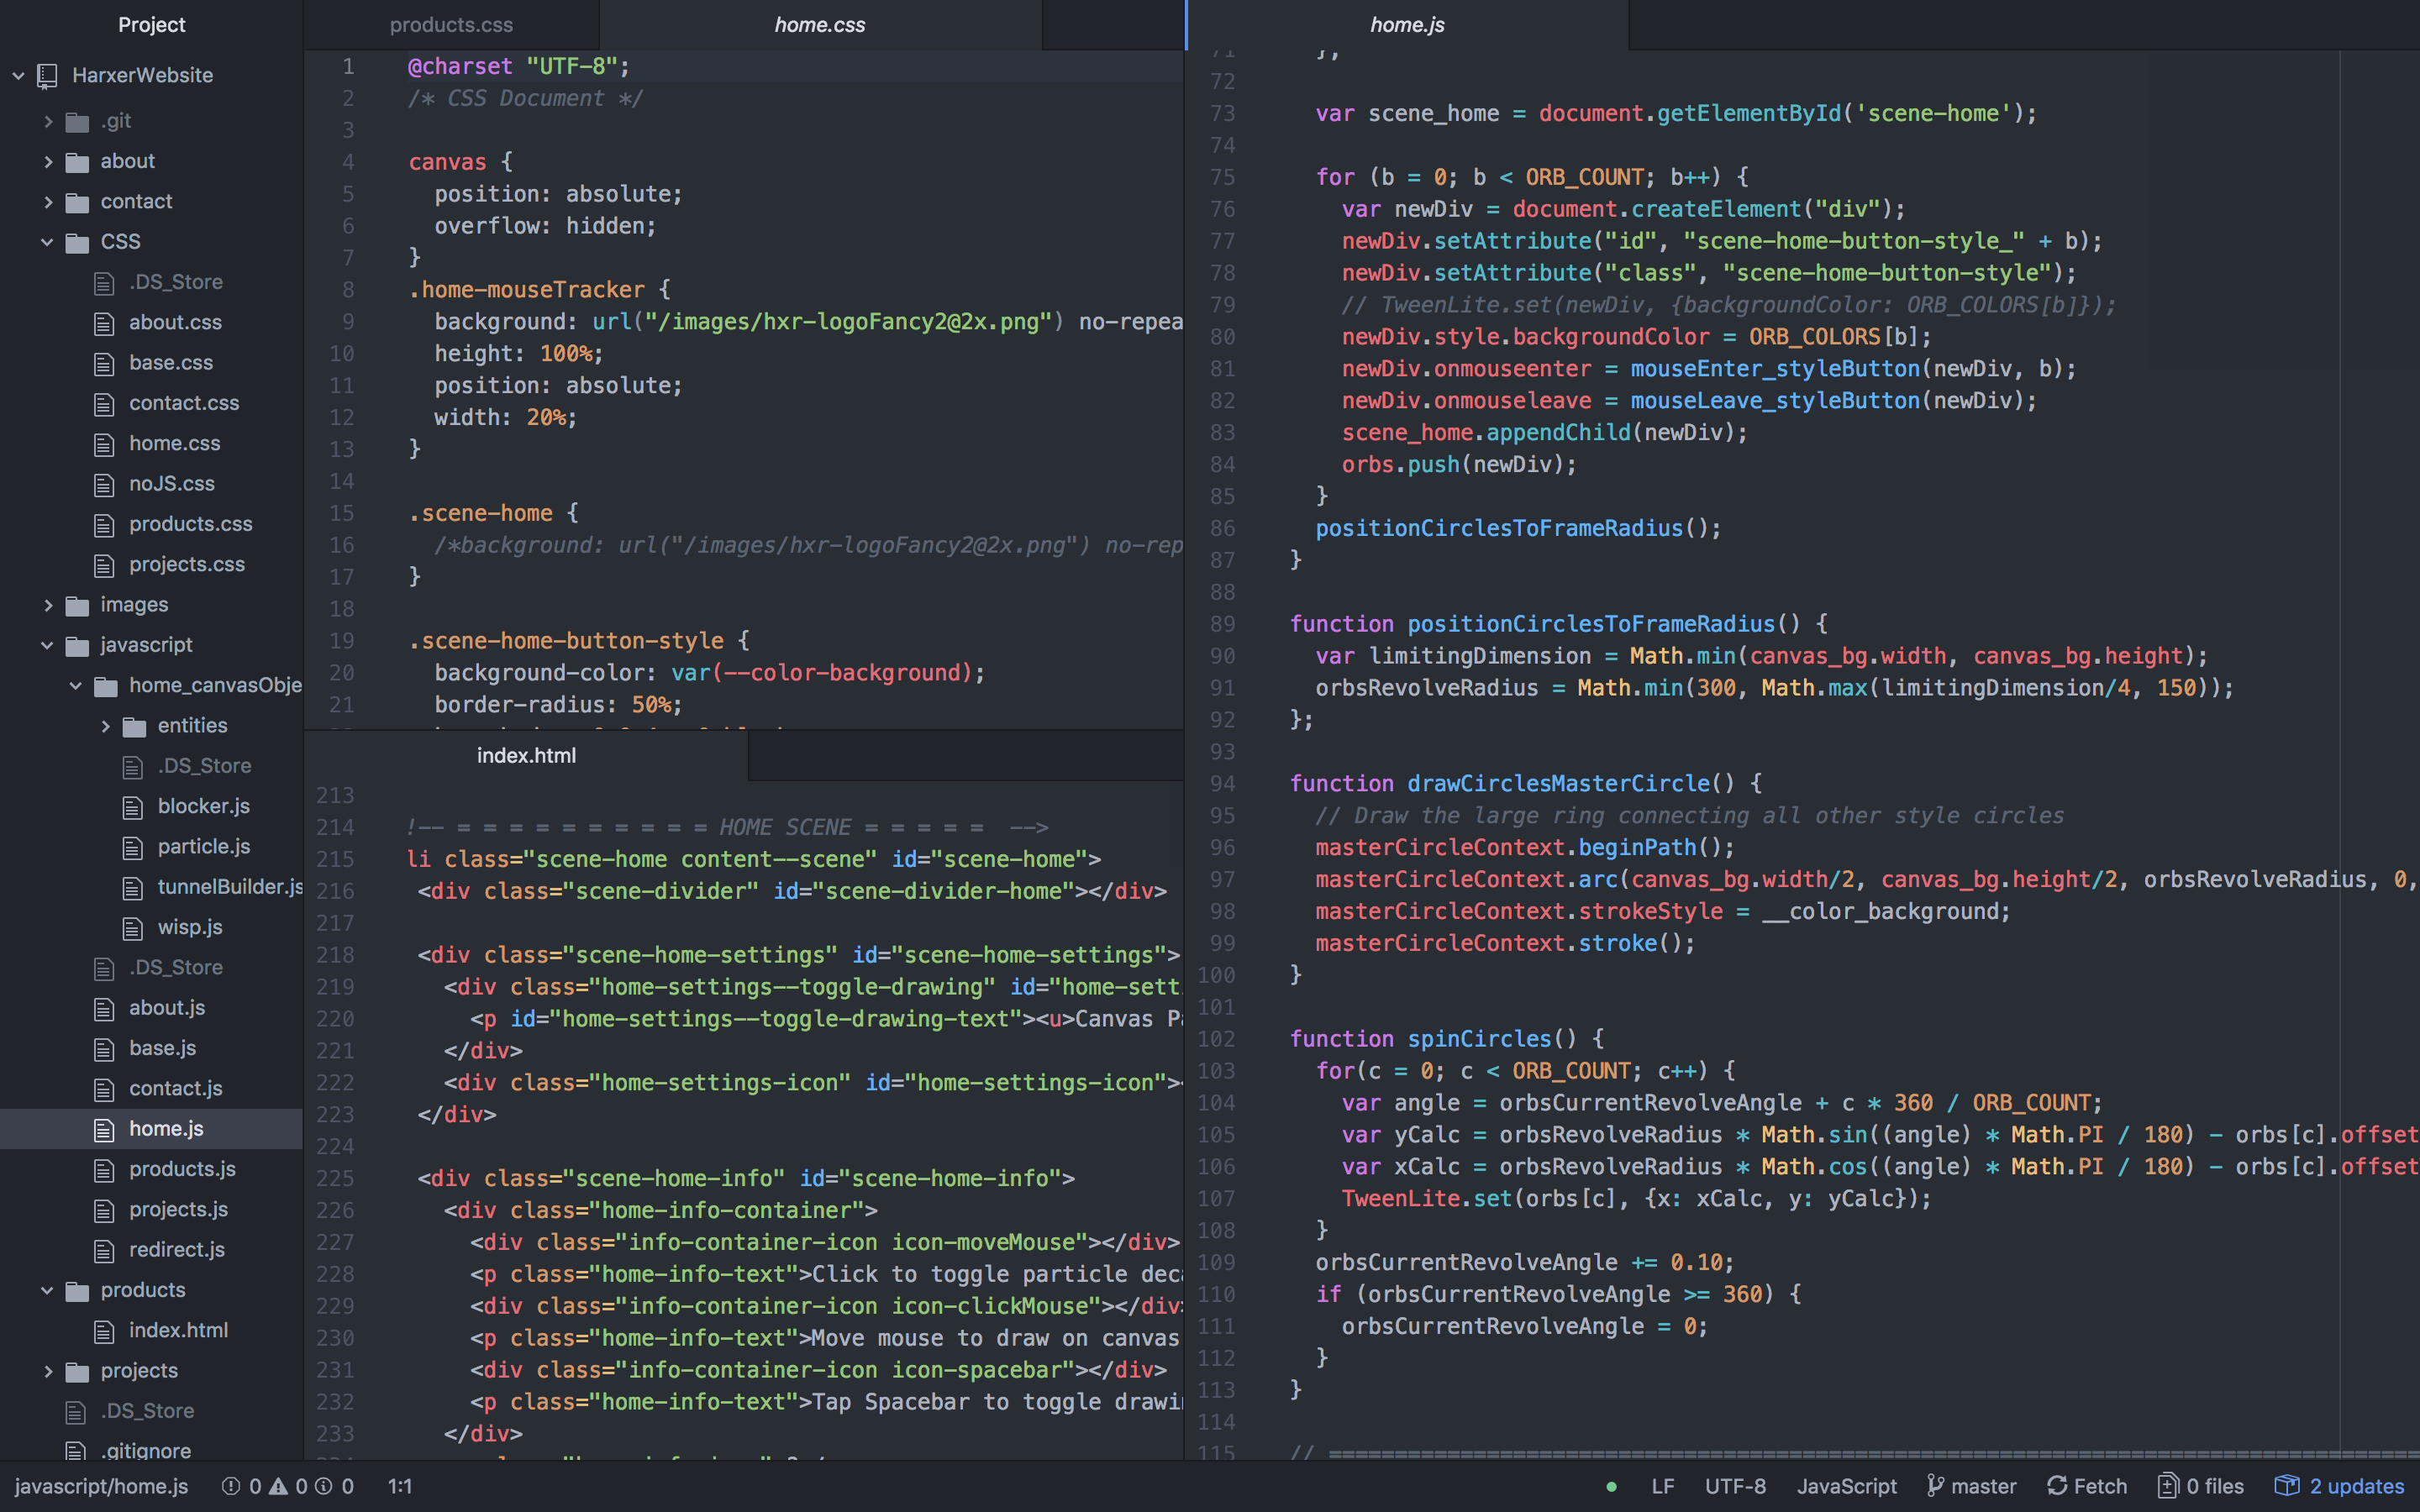 Project
HarxerWebsite
.git
about
contact
CSS
.DS_Store
about.css
base.css
contact.css
home.css
noJS.css
products.css
projects.css
images
javascript
home_canvasObje
entities
.DS_Store
blocker.js
particle.js
tunnelBuilder.js
wisp.js
.DS_Store
about.js
base.js
contact.js
home.js
products.js
projects.js
redirect.js
products
index.html
projects
.DS_Store
.gitignore
products.css
home.css
1 @charset "UTF-8";
2 /* CSS Document */
3
4 canvas {
5 position: absolute;
6 overflow: hidden;
7 }
8 .home-mouseTracker {
9 background: url("/images/hxr-logoFancy2@2x.png") no-repea
10 height: 100%;
11 position: absolute;
12 width: 20%;
13 }
14
15 .scene-home {
16 /*background: url("/images/hxr-logoFancy2@2x.png") no-rep
17 }
18
19 .scene-home-button-style {
20 background-color: var(--color-background);
21 border-radius: 50%;
index.html
213
214 !-- = = = = = = = = = = HOME SCENE = = = = =  -->
215 li class="scene-home content--scene" id="scene-home">
216 <div class="scene-divider" id="scene-divider-home"></div>
217
218 <div class="scene-home-settings" id="scene-home-settings">
219 <div class="home-settings--toggle-drawing" id="home-setti
220 <p id="home-settings--toggle-drawing-text"><u>Canvas Pa
221 </div>
222 <div class="home-settings-icon" id="home-settings-icon"><
223 </div>
224
225 <div class="scene-home-info" id="scene-home-info">
226 <div class="home-info-container">
227 <div class="info-container-icon icon-moveMouse"></div>
228 <p class="home-info-text">Click to toggle particle deca
229 <div class="info-container-icon icon-clickMouse"></div>
230 <p class="home-info-text">Move mouse to draw on canvas
231 <div class="info-container-icon icon-spacebar"></div>
232 <p class="home-info-text">Tap Spacebar to toggle drawin
233 </div>
home.js
71 },
72
73 var scene_home = document.getElementById('scene-home');
74
75 for (b = 0; b < ORB_COUNT; b++) {
76 var newDiv = document.createElement("div");
77 newDiv.setAttribute("id", "scene-home-button-style_" + b);
78 newDiv.setAttribute("class", "scene-home-button-style");
79 // TweenLite.set(newDiv, {backgroundColor: ORB_COLORS[b]});
80 newDiv.style.backgroundColor = ORB_COLORS[b];
81 newDiv.onmouseenter = mouseEnter_styleButton(newDiv, b);
82 newDiv.onmouseleave = mouseLeave_styleButton(newDiv);
83 scene_home.appendChild(newDiv);
84 orbs.push(newDiv);
85 }
86 positionCirclesToFrameRadius();
87 }
88
89 function positionCirclesToFrameRadius() {
90 var limitingDimension = Math.min(canvas_bg.width, canvas_bg.height);
91 orbsRevolveRadius = Math.min(300, Math.max(limitingDimension/4, 150));
92 };
93
94 function drawCirclesMasterCircle() {
95 // Draw the large ring connecting all other style circles
96 masterCircleContext.beginPath();
97 masterCircleContext.arc(canvas_bg.width/2, canvas_bg.height/2, orbsRevolveRadius, 0,
98 masterCircleContext.strokeStyle = __color_background;
99 masterCircleContext.stroke();
100 }
101
102 function spinCircles() {
103 for(c = 0; c < ORB_COUNT; c++) {
104 var angle = orbsCurrentRevolveAngle + c * 360 / ORB_COUNT;
105 var yCalc = orbsRevolveRadius * Math.sin((angle) * Math.PI / 180) - orbs[c].offset
106 var xCalc = orbsRevolveRadius * Math.cos((angle) * Math.PI / 180) - orbs[c].offset
107 TweenLite.set(orbs[c], {x: xCalc, y: yCalc});
108 }
109 orbsCurrentRevolveAngle += 0.10;
110 if (orbsCurrentRevolveAngle >= 360) {
111 orbsCurrentRevolveAngle = 0;
112 }
113 }
114
115 // ====================================================================================
javascript/home.js 0 0 0 1:1
LF UTF-8 JavaScript master Fetch 0 files 2 updates